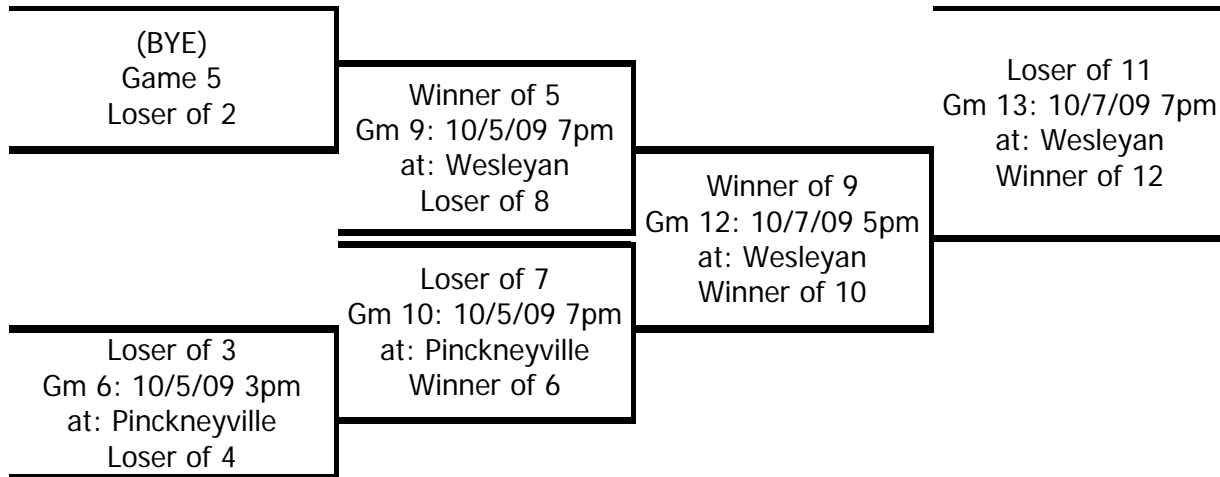 (BYE)
Game 5
Loser of 2
Winner of 5
Gm 9: 10/5/09 7pm
at: Wesleyan
Loser of 8
Loser of 3
Gm 6: 10/5/09 3pm
at: Pinckneyville
Loser of 4
Loser of 7
Gm 10: 10/5/09 7pm
at: Pinckneyville
Winner of 6
Winner of 9
Gm 12: 10/7/09 5pm
at: Wesleyan
Winner of 10
Loser of 11
Gm 13: 10/7/09 7pm
at: Wesleyan
Winner of 12